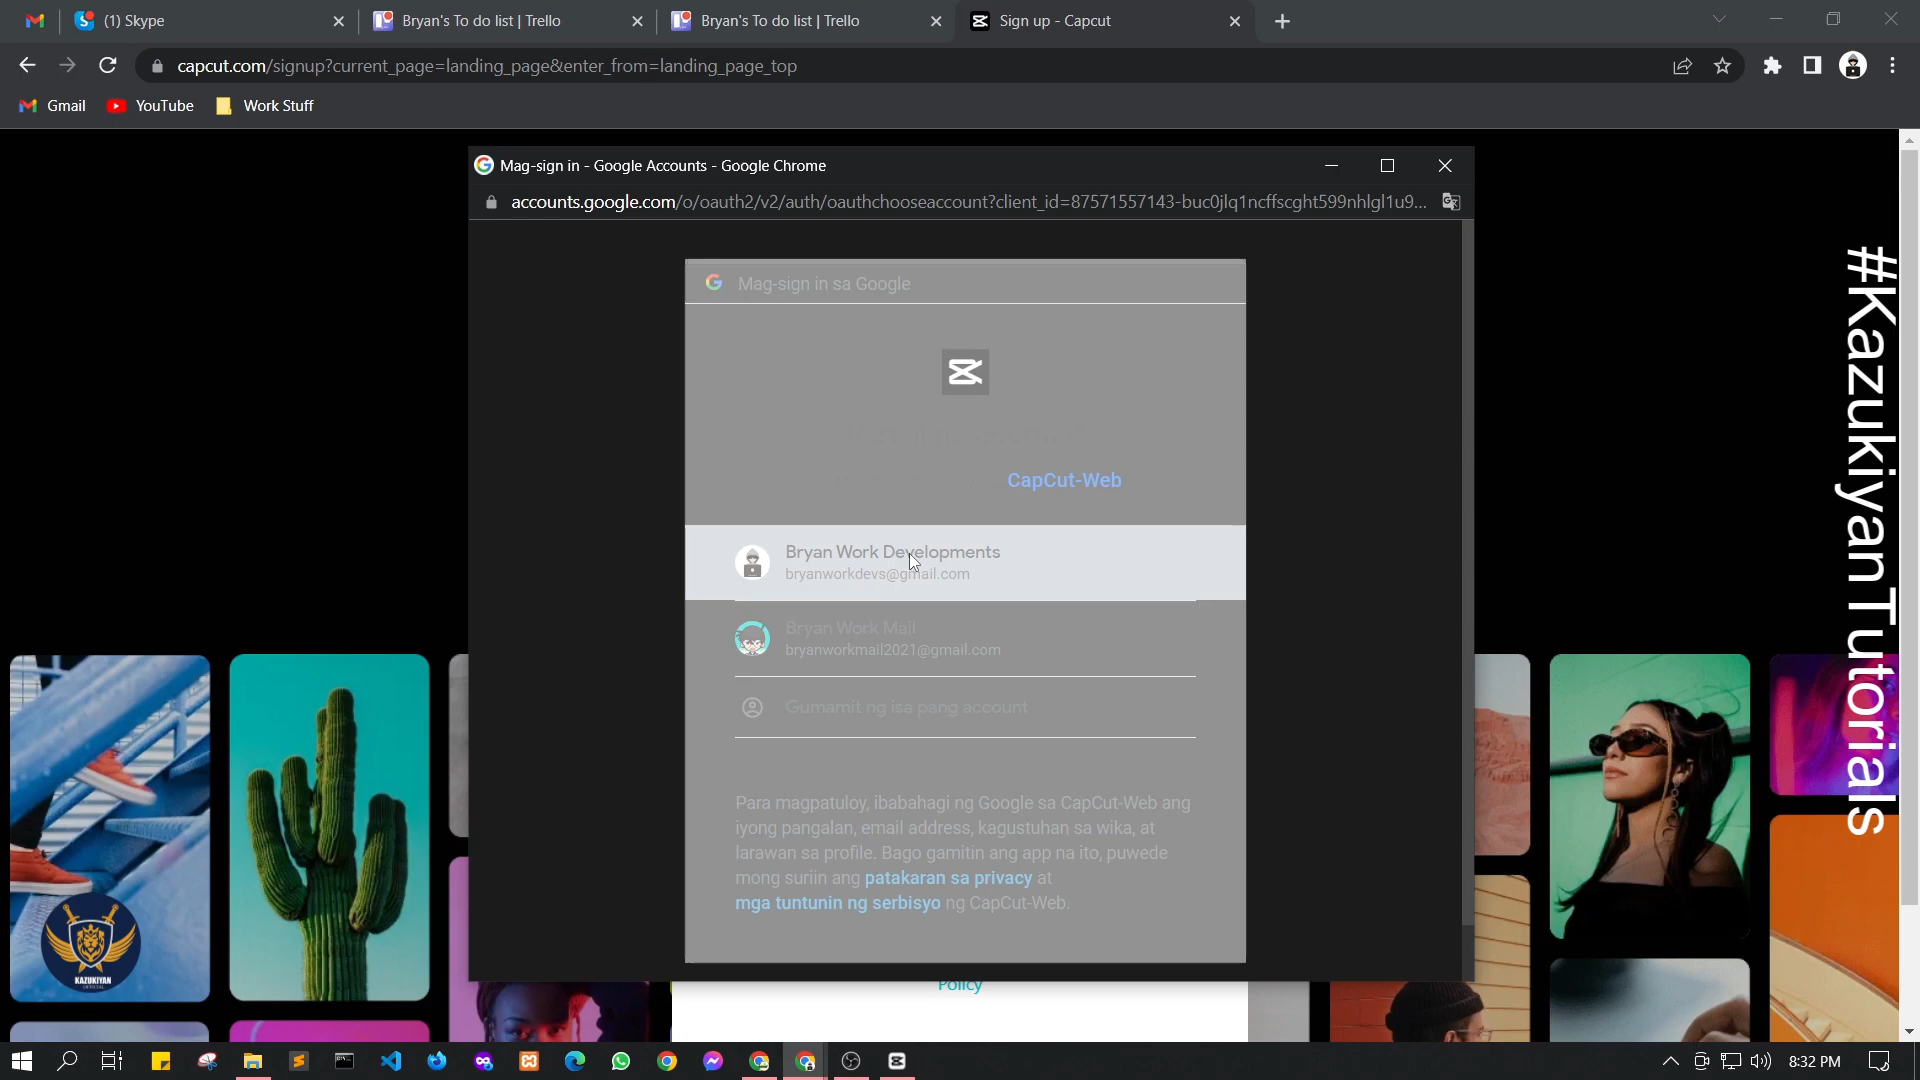 (1) Skype
Bryan's To do list | Trello
Bryan's To do list | Trello
Sign up - Capcut
capcut.com/signup?current_page=landing_page&enter_from=landing_page_top
Gmail
YouTube
Work Stuff
Mag-sign in - Google Accounts - Google Chrome
accounts.google.com/o/oauth2/v2/auth/oauthchooseaccount?client_id=87571557143-buc0jlq1ncffscght599nhlgl1u9...
Mag-sign in sa Google
CapCut-Web
Bryan Work Developments
bryanworkdevs@gmail.com
Bryan Work Mail
bryanworkmail2021@gmail.com
Gumamit ng isa pang account
Para magpatuloy, ibabahagi ng Google sa CapCut-Web ang
iyong pangalan, email address, kagustuhan sa wika, at
larawan sa profile. Bago gamitin ang app na ito, puwede
mong suriin ang patakaran sa privacy at
mga tuntunin ng serbisyo ng CapCut-Web.
Policy
#KazukiyanTutorials
KAZUKIYAN
8:32 PM